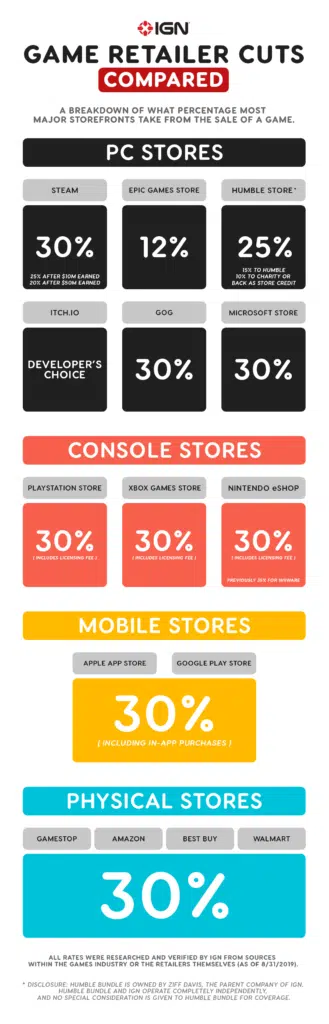 IGN
GAME RETAILER CUTS
COMPARED
A BREAKDOWN OF WHAT PERCENTAGE MOST
MAJOR STOREFRONTS TAKE FROM THE SALE OF A GAME.
PC STORES
STEAM
30%
25% AFTER $10M EARNED
20% AFTER $50M EARNED
EPIC GAMES STORE
12%
HUMBLE STORE*
25%
15% TO HUMBLE
10% TO CHARITY OR
BACK AS STORE CREDIT
ITCH.IO
DEVELOPER'S
CHOICE
GOG
30%
MICROSOFT STORE
30%
CONSOLE STORES
PLAYSTATION STORE
30%
( INCLUDES LICENSING FEE )
XBOX GAMES STORE
30%
( INCLUDES LICENSING FEE )
NINTENDO eSHOP
30%
( INCLUDES LICENSING FEE )
PREVIOUSLY 35% FOR WIIWARE
MOBILE STORES
APPLE APP STORE
GOOGLE PLAY STORE
30%
( INCLUDING IN-APP PURCHASES )
PHYSICAL STORES
GAMESTOP
AMAZON
BEST BUY
WALMART
30%
ALL RATES WERE RESEARCHED AND VERIFIED BY IGN FROM SOURCES
WITHIN THE GAMES INDUSTRY OR THE RETAILERS THEMSELVES (AS OF 8/31/2019).
* DISCLOSURE: HUMBLE BUNDLE IS OWNED BY ZIFF DAVIS, THE PARENT COMPANY OF IGN.
HUMBLE BUNDLE AND IGN OPERATE COMPLETELY INDEPENDENTLY,
AND NO SPECIAL CONSIDERATION IS GIVEN TO HUMBLE BUNDLE FOR COVERAGE.